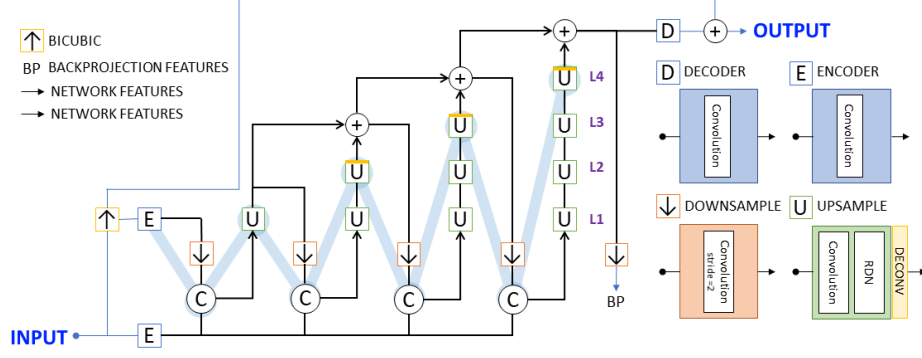 BICUBIC
BP BACKPROJECTION FEATURES
NETWORK FEATURES
NETWORK FEATURES
D
OUTPUT
U L4
U U L3
U U U L2
E U U U U L1
C C C C
INPUT
E
BP
D DECODER
Convolution
E ENCODER
Convolution
DOWNSAMPLE
Convolution
stride=2
U UPSAMPLE
Convolution
RDN
DECONV